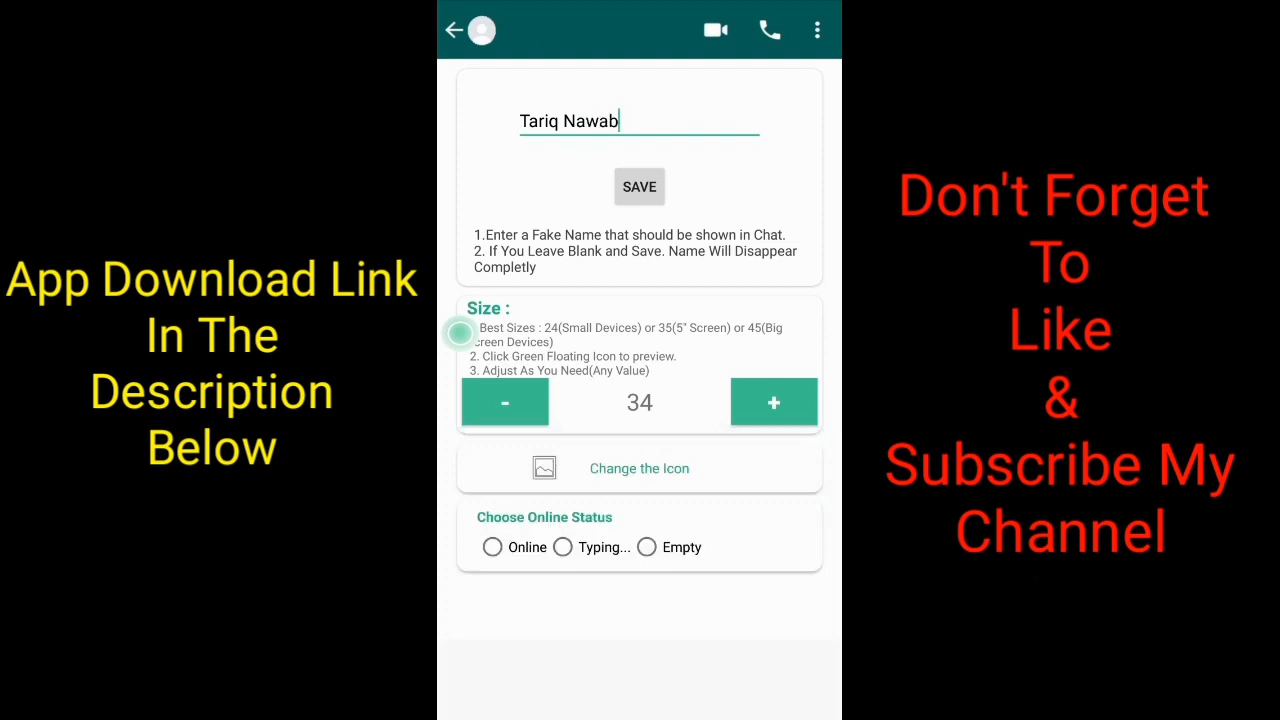 App Download Link
In The
Description
Below
Tariq Nawab
SAVE
1.Enter a Fake Name that should be shown in Chat.
2. If You Leave Blank and Save. Name Will Disappear
Completly
Size :
Best Sizes : 24(Small Devices) or 35(5" Screen) or 45(Big
creen Devices)
2. Click Green Floating Icon to preview.
3. Adjust As You Need(Any Value)
- 34 +
Change the Icon
Choose Online Status
Online Typing... Empty
Don't Forget
To
Like
&
Subscribe My
Channel